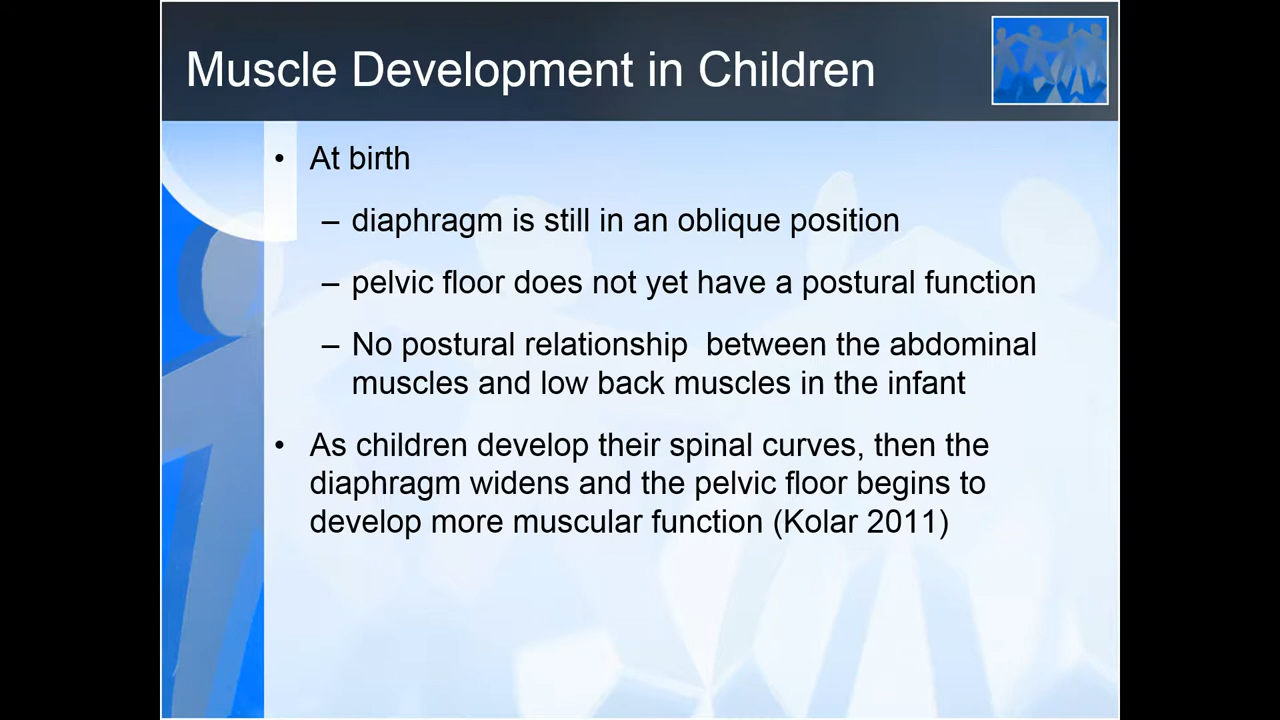 Muscle Development in Children
• At birth
– diaphragm is still in an oblique position
– pelvic floor does not yet have a postural function
– No postural relationship  between the abdominal
muscles and low back muscles in the infant
• As children develop their spinal curves, then the
diaphragm widens and the pelvic floor begins to
develop more muscular function (Kolar 2011)